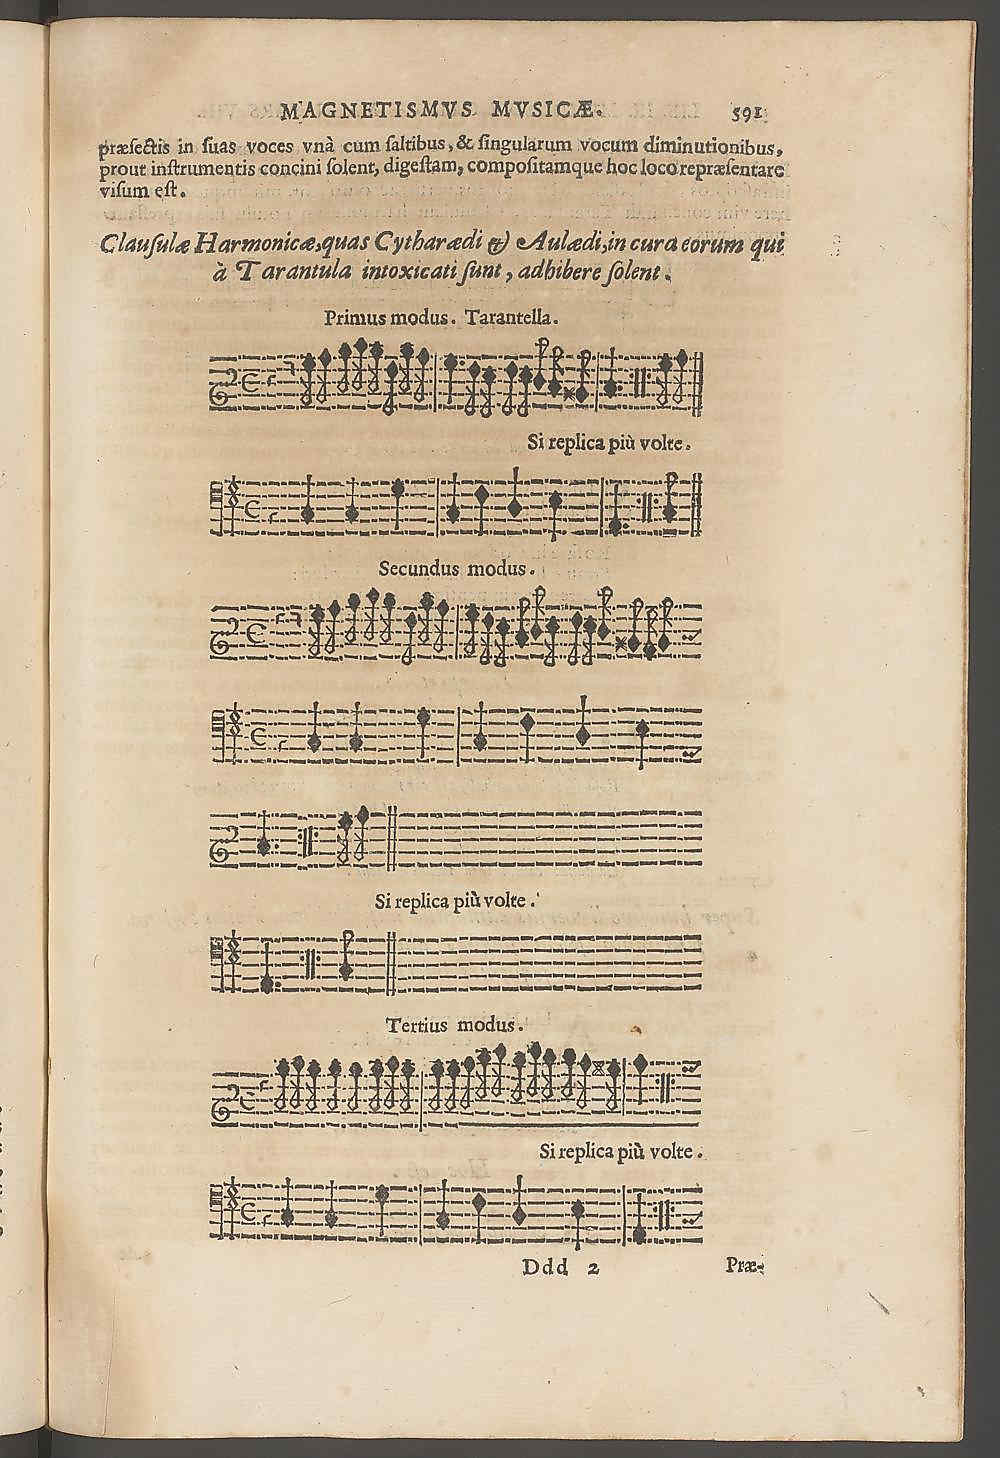 MAGNETISMVS MVSICÆ. 591
præfectis in ſuas voces vnà cum ſaltibus, & ſingularum vocum diminutionibus,
prout inſtrumentis concini ſolent, digeſtam, compoſitamque hoc loco repræſentare
viſum eſt.
Clauſulæ Harmonicæ, quas Cytharædi & Aulædi, in cura eorum qui
à Tarantula intoxicati ſunt, adhibere ſolent.
Primus modus. Tarantella.
Si replica più volte.
Secundus modus.
Si replica più volte.
Tertius modus.
Si replica più volte.
Ddd 2 Præ-